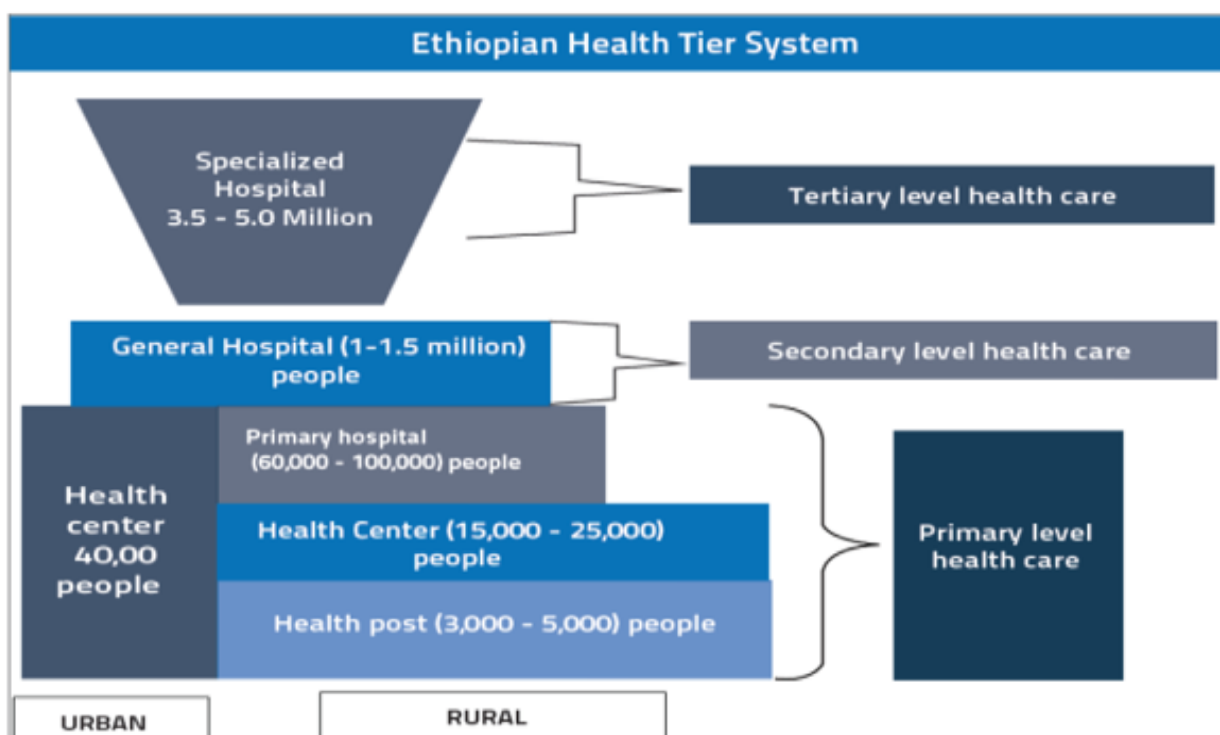 Ethiopian Health Tier System
Specialized
Hospital
3.5 - 5.0 Million
Tertiary level health care
General Hospital (1-1.5 million)
people
Secondary level health care
Health
center
40,00
people
Primary hospital
(60,000 - 100,000) people
Health Center (15,000 - 25,000)
people
Health post (3,000 - 5,000) people
Primary level
health care
URBAN
RURAL